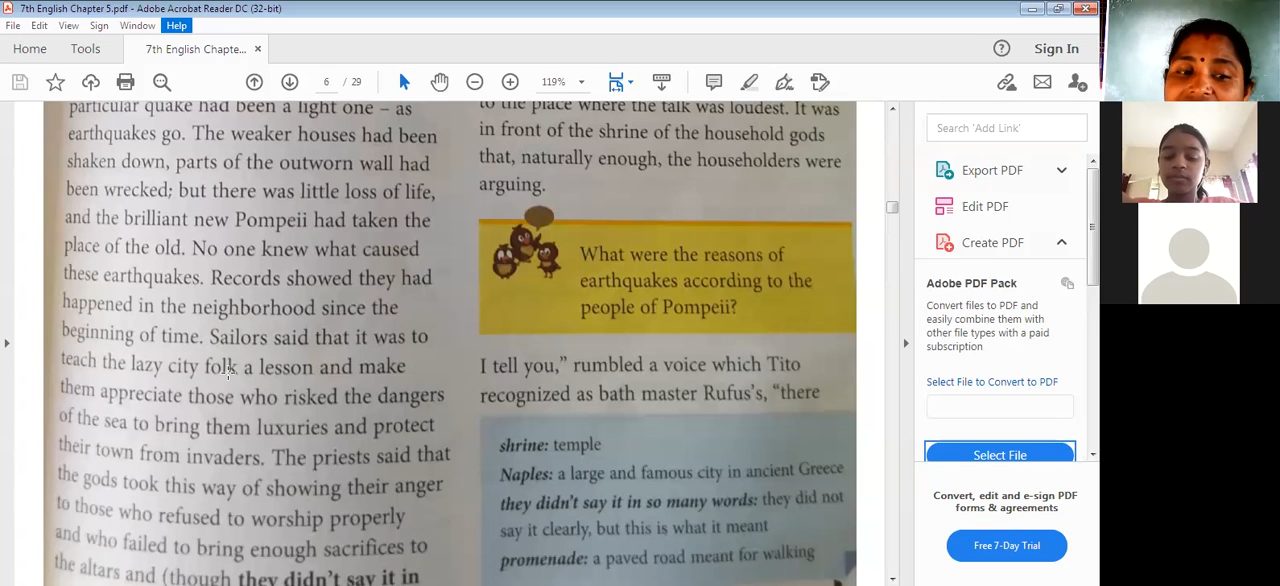 7th English Chapter 5.pdf - Adobe Acrobat Reader DC (32-bit)
File Edit View Sign Window Help
Home Tools 7th English Chapte... ×
Sign In
6 / 29
119%
particular quake had been a light one – as
earthquakes go. The weaker houses had been
shaken down, parts of the outworn wall had
been wrecked; but there was little loss of life,
and the brilliant new Pompeii had taken the
place of the old. No one knew what caused
these earthquakes. Records showed they had
happened in the neighborhood since the
beginning of time. Sailors said that it was to
teach the lazy city folk a lesson and make
them appreciate those who risked the dangers
of the sea to bring them luxuries and protect
their town from invaders. The priests said that
the gods took this way of showing their anger
to those who refused to worship properly
and who failed to bring enough sacrifices to
the altars and (though they didn't say it in
to the place where the talk was loudest. It was
in front of the shrine of the household gods
that, naturally enough, the householders were
arguing.
What were the reasons of
earthquakes according to the
people of Pompeii?
I tell you,” rumbled a voice which Tito
recognized as bath master Rufus's, “there
shrine: temple
Naples: a large and famous city in ancient Greece
they didn't say it in so many words: they did not
say it clearly, but this is what it meant
promenade: a paved road meant for walking
Search 'Add Link'
Export PDF
Edit PDF
Create PDF
Adobe PDF Pack
Convert files to PDF and
easily combine them with
other file types with a paid
subscription
Select File to Convert to PDF
Select File
Convert, edit and e-sign PDF
forms & agreements
Free 7-Day Trial